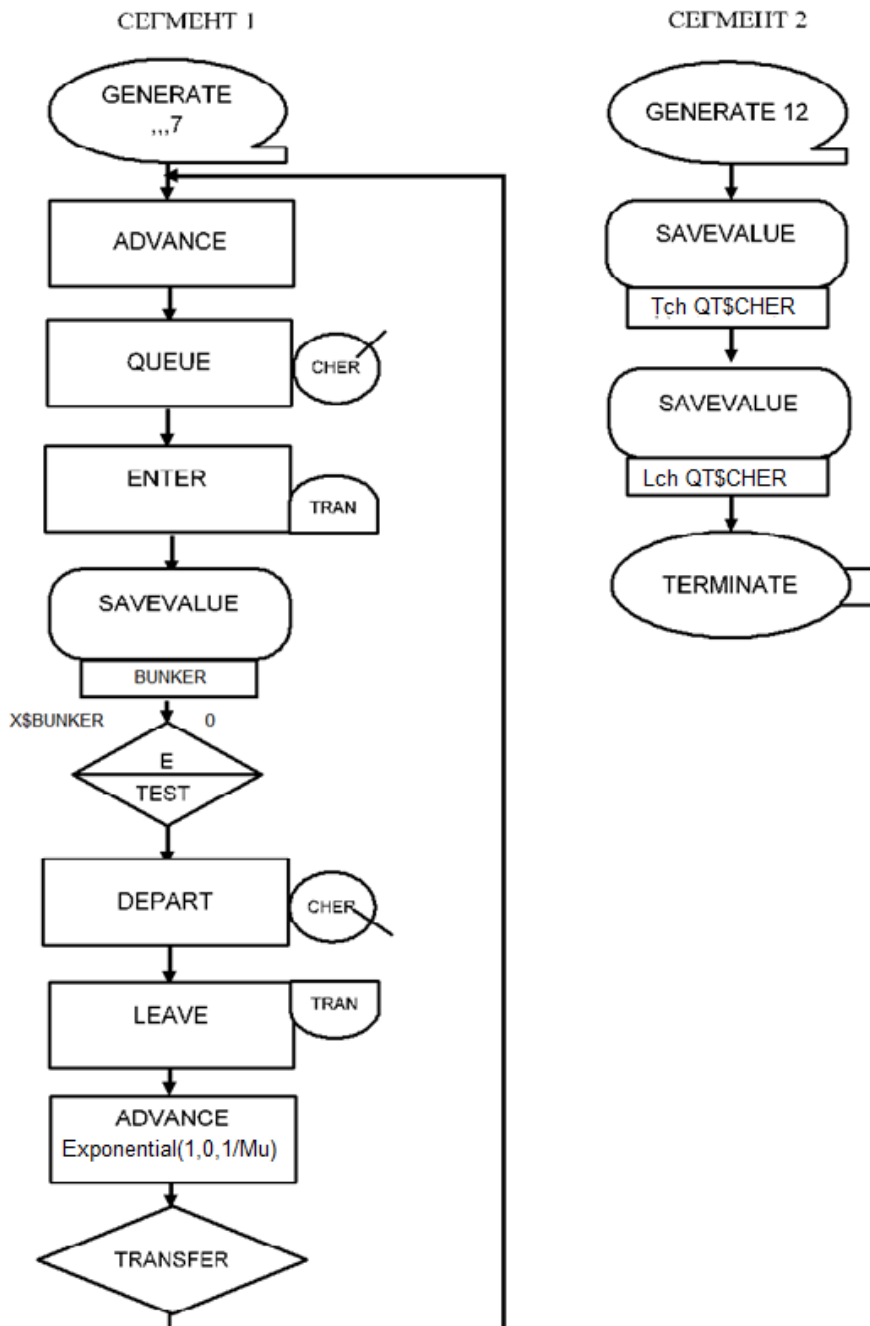 СЕГМЕНТ 1
GENERATE
,,,7
ADVANCE
QUEUE
CHER
ENTER
TRAN
SAVEVALUE
BUNKER
X$BUNKER 0
E
TEST
DEPART
CHER
LEAVE
TRAN
ADVANCE
Exponential(1,0,1/Mu)
TRANSFER
СЕГМЕНТ 2
GENERATE 12
SAVEVALUE
Tch QT$CHER
SAVEVALUE
Lch QT$CHER
TERMINATE